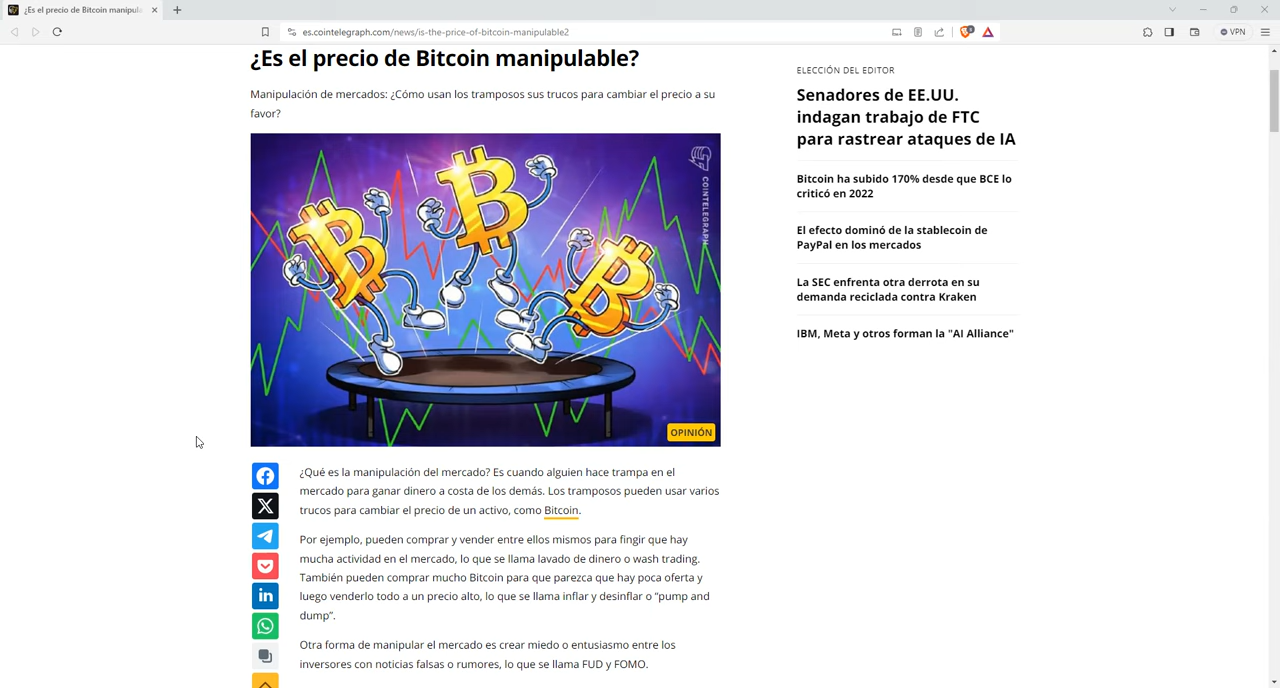 ¿Es el precio de Bitcoin manipula
es.cointelegraph.com/news/is-the-price-of-bitcoin-manipulable2
VPN
¿Es el precio de Bitcoin manipulable?
Manipulación de mercados: ¿Cómo usan los tramposos sus trucos para cambiar el precio a su
favor?
COINTELEGRAPH
OPINIÓN
¿Qué es la manipulación del mercado? Es cuando alguien hace trampa en el
mercado para ganar dinero a costa de los demás. Los tramposos pueden usar varios
trucos para cambiar el precio de un activo, como Bitcoin.
Por ejemplo, pueden comprar y vender entre ellos mismos para fingir que hay
mucha actividad en el mercado, lo que se llama lavado de dinero o wash trading.
También pueden comprar mucho Bitcoin para que parezca que hay poca oferta y
luego venderlo todo a un precio alto, lo que se llama inflar y desinflar o “pump and
dump”.
Otra forma de manipular el mercado es crear miedo o entusiasmo entre los
inversores con noticias falsas o rumores, lo que se llama FUD y FOMO.
ELECCIÓN DEL EDITOR
Senadores de EE.UU.
indagan trabajo de FTC
para rastrear ataques de IA
Bitcoin ha subido 170% desde que BCE lo
criticó en 2022
El efecto dominó de la stablecoin de
PayPal en los mercados
La SEC enfrenta otra derrota en su
demanda reciclada contra Kraken
IBM, Meta y otros forman la "AI Alliance"